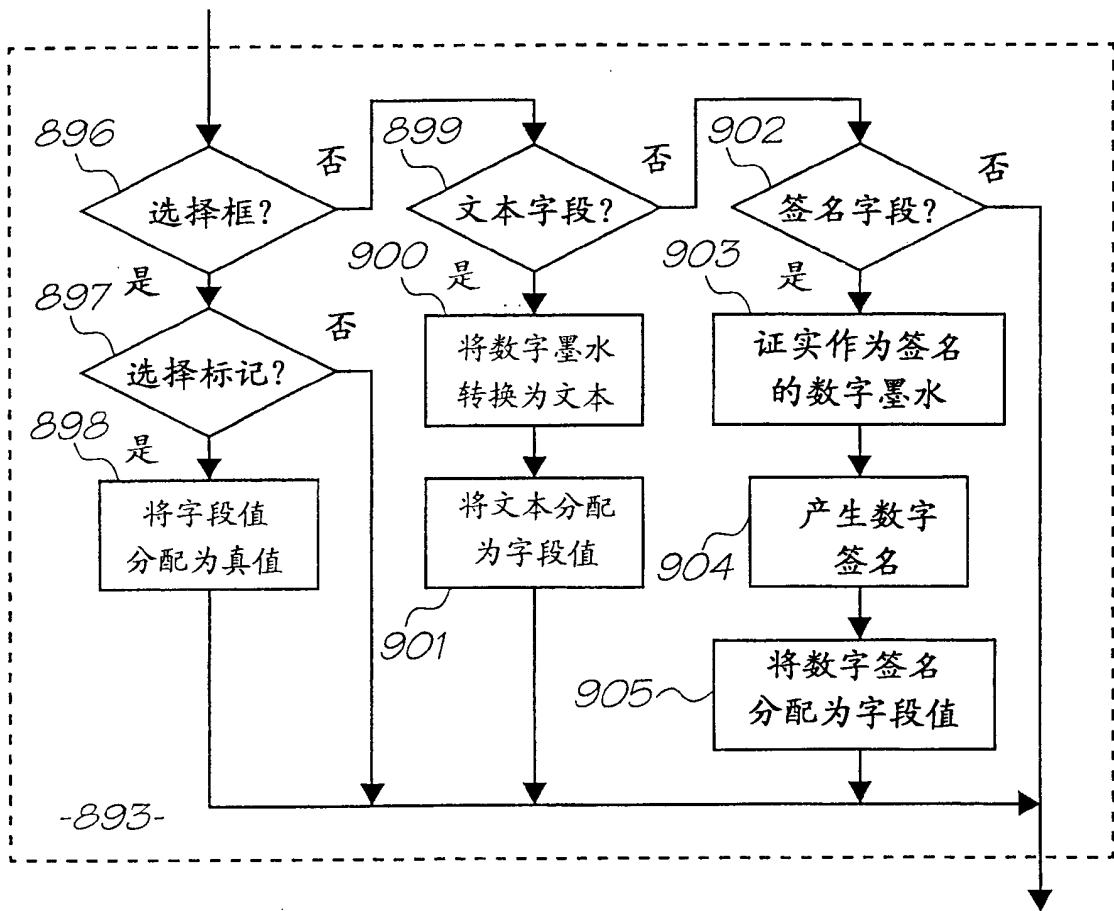 896
选择框?
否
899
文本字段?
否
902
签名字段?
否
是
897
选择标记?
否
900
是
将数字墨水
转换为文本
903
是
证实作为签名
的数字墨水
898
是
将字段值
分配为真值
将文本分配
为字段值
901
产生数字
签名
904
将数字签名
分配为字段值
905
-893-